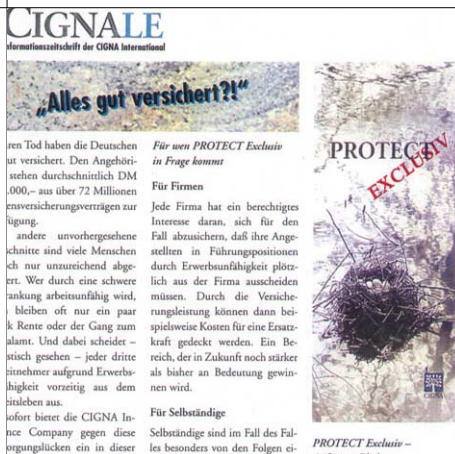 CIGNALE
nformationszeitschrift der CIGNA International
„Alles gut versichert?!“
ren Tod haben die Deutschen
ut versichert. Den Angehöri-
stehen durchschnittlich DM
.000,– aus über 72 Millionen
ensversicherungsverträgen zur
ügung.
andere unvorhergesehene
schnitte sind viele Menschen
ch nur unzureichend abge-
ert. Wer durch eine schwere
rankung arbeitsunfähig wird,
bleiben oft nur ein paar
k Rente oder der Gang zum
alamt. Und dabei scheidet –
stisch gesehen – jeder dritte
eitnehmer aufgrund Erwerbs-
higkeit vorzeitig aus dem
eitsleben aus.
sofort bietet die CIGNA In-
nce Company gegen diese
orgungslücken ein in dieser
Für wen PROTECT Exclusiv
in Frage kommt
Für Firmen
Jede Firma hat ein berechtigtes
Interesse daran, sich für den
Fall abzusichern, daß ihre Ange-
stellten in Führungspositionen
durch Erwerbsunfähigkeit plötz-
lich aus der Firma ausscheiden
müssen. Durch die Versiche-
rungsleistung können dann bei-
spielsweise Kosten für eine Ersatz-
kraft gedeckt werden. Ein Be-
reich, der in Zukunft noch stärker
als bisher an Bedeutung gewin-
nen wird.
Für Selbständige
Selbständige sind im Fall des Fal-
les besonders von den Folgen ei-
PROTECT
EXCLUSIV
CIGNA
PROTECT Exclusiv –